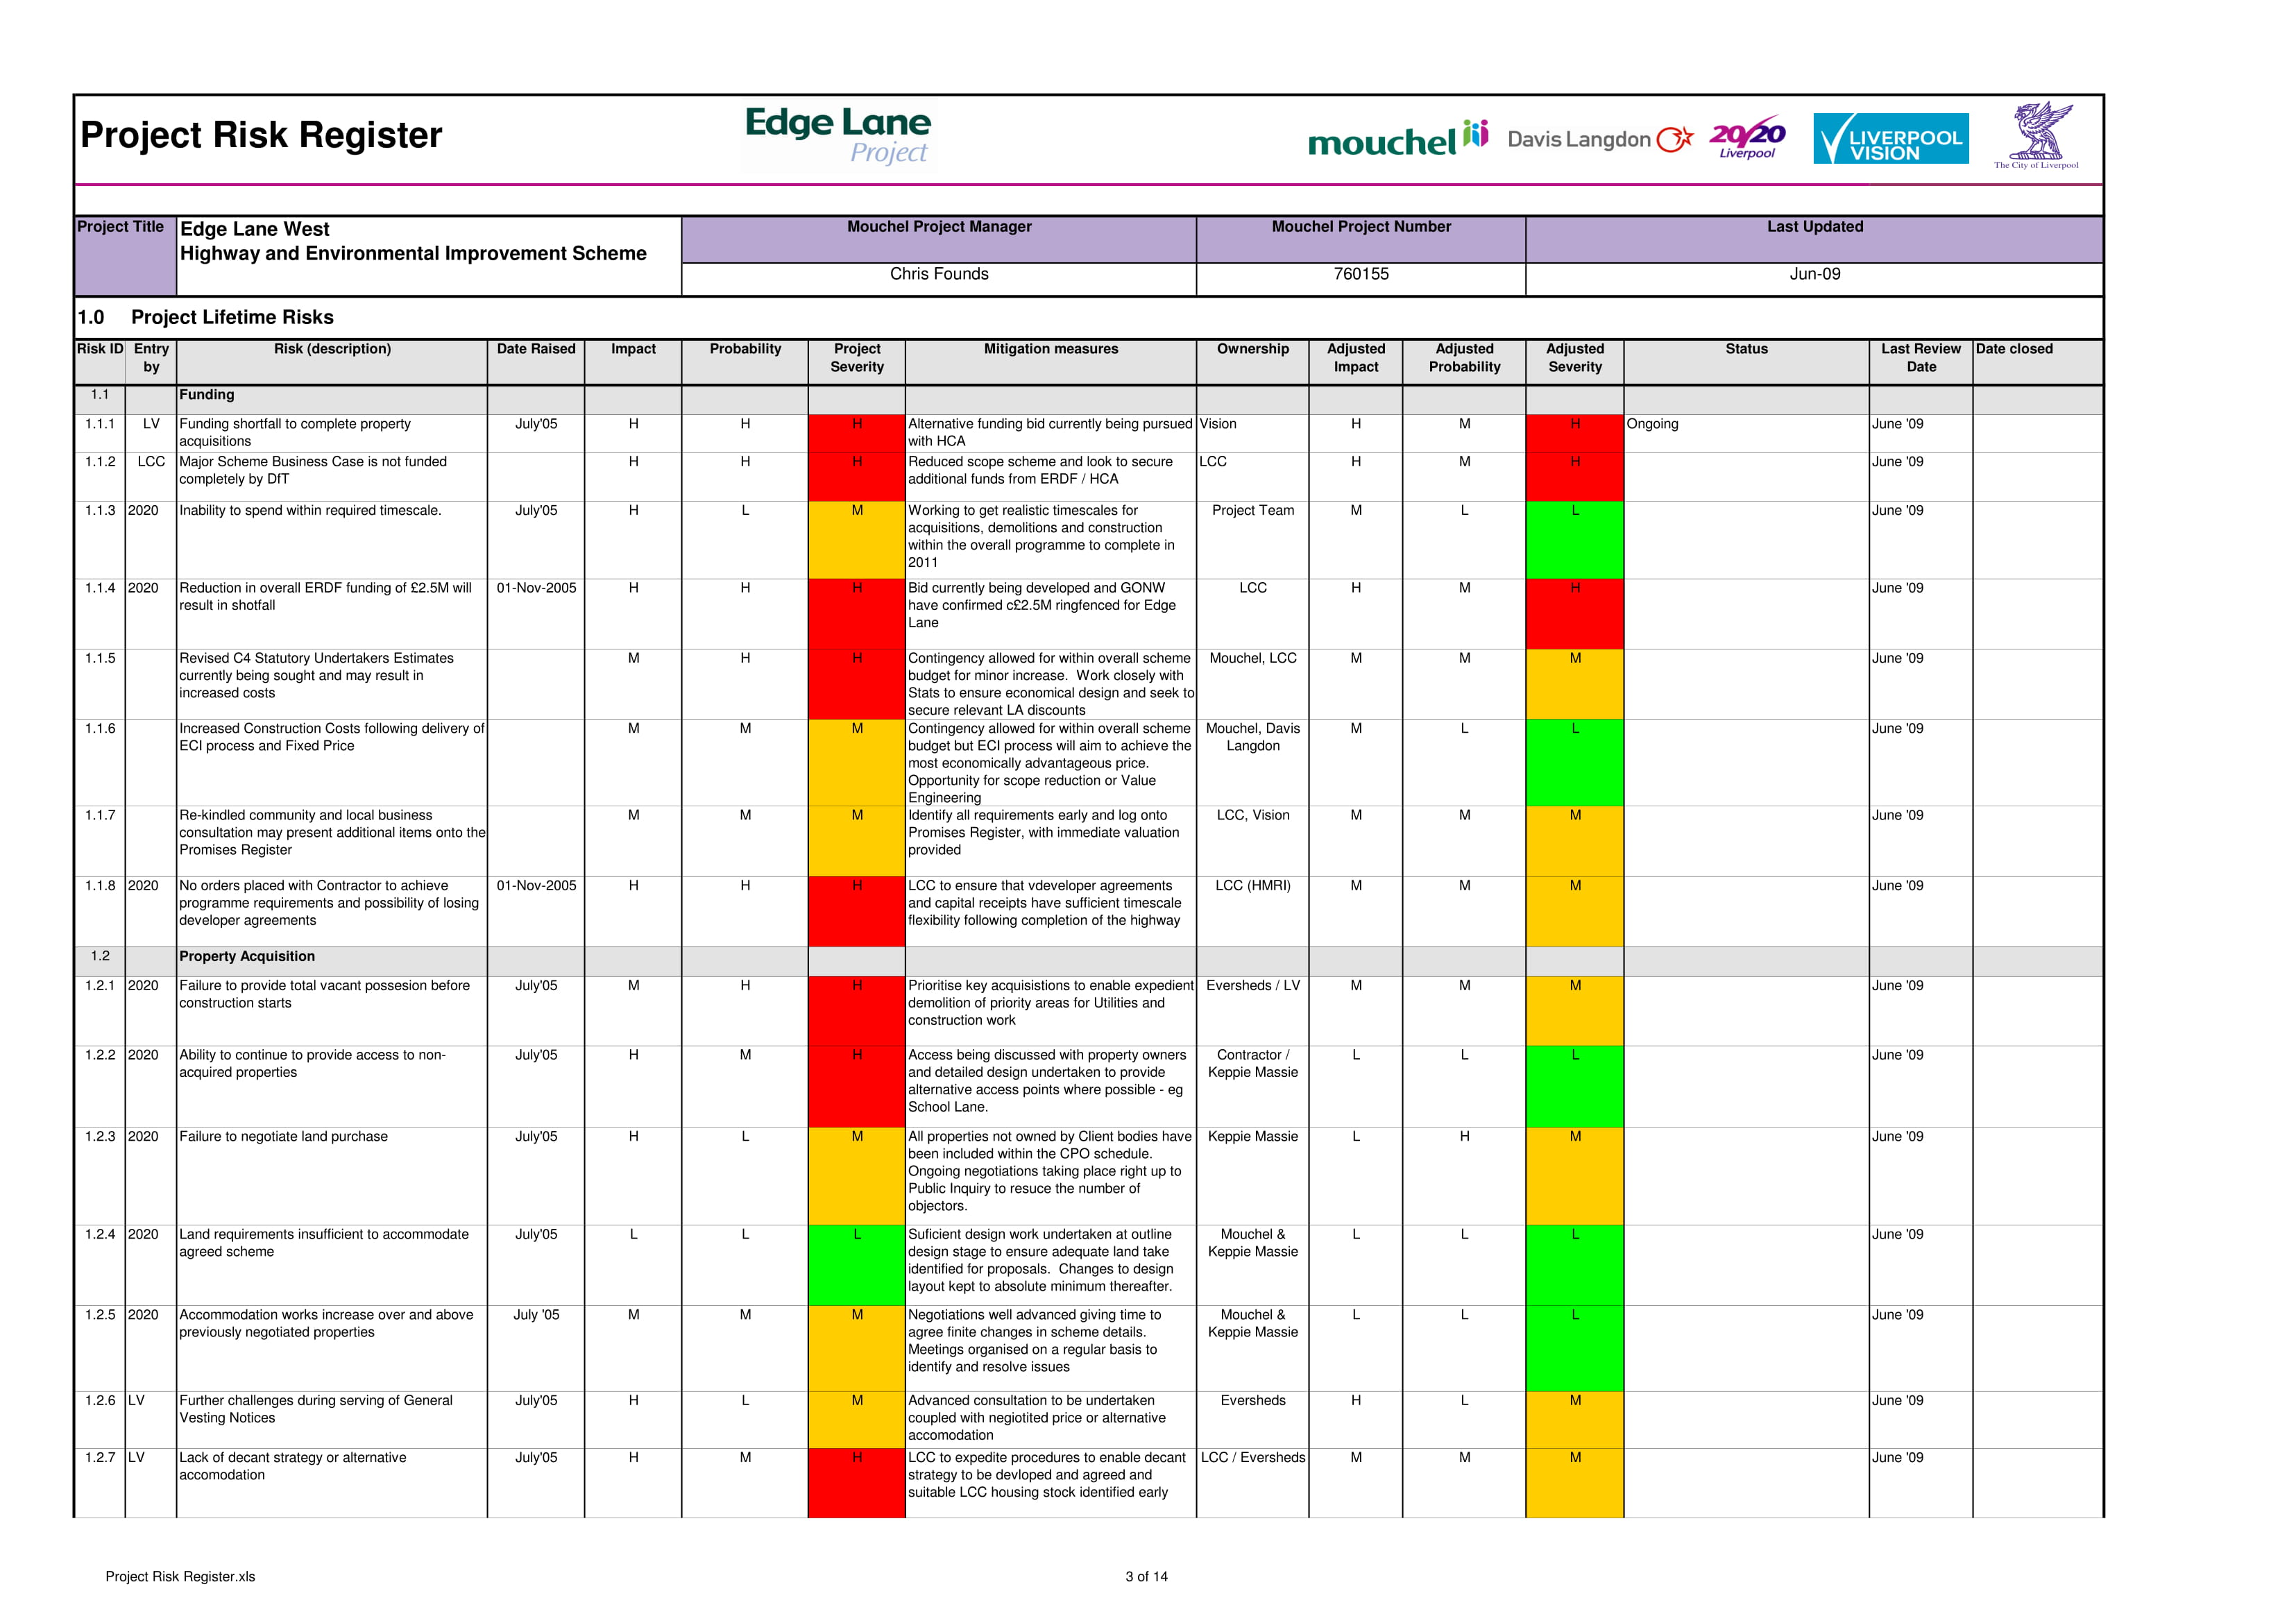 Project Risk Register
Edge Lane
Project
mouchel
Davis Langdon
20/20
Liverpool
LIVERPOOL
VISION
The City of Liverpool
Project Title
Edge Lane West
Highway and Environmental Improvement Scheme
Mouchel Project Manager
Mouchel Project Number
Last Updated
Chris Founds
760155
Jun-09
1.0 Project Lifetime Risks
Risk ID
Entry
by
Risk (description)
Date Raised
Impact
Probability
Project
Severity
Mitigation measures
Ownership
Adjusted
Impact
Adjusted
Probability
Adjusted
Severity
Status
Last Review
Date
Date closed
1.1 Funding
1.1.1 LV Funding shortfall to complete property July'05 H H H Alternative funding bid currently being pursued Vision H M H Ongoing June '09
acquisitions with HCA
1.1.2 LCC Major Scheme Business Case is not funded H H H Reduced scope scheme and look to secure LCC H M H June '09
completely by DfT additional funds from ERDF / HCA
1.1.3 2020 Inability to spend within required timescale. July'05 H L M Working to get realistic timescales for Project Team M L L June '09
acquisitions, demolitions and construction
within the overall programme to complete in
2011
1.1.4 2020 Reduction in overall ERDF funding of £2.5M will 01-Nov-2005 H H H Bid currently being developed and GONW LCC H M H June '09
result in shotfall have confirmed c£2.5M ringfenced for Edge
Lane
1.1.5 Revised C4 Statutory Undertakers Estimates M H H Contingency allowed for within overall scheme Mouchel, LCC M M M June '09
currently being sought and may result in budget for minor increase. Work closely with
increased costs Stats to ensure economical design and seek to
secure relevant LA discounts
1.1.6 Increased Construction Costs following delivery of M M M Contingency allowed for within overall scheme Mouchel, Davis M L L June '09
ECI process and Fixed Price budget but ECI process will aim to achieve the Langdon
most economically advantageous price.
Opportunity for scope reduction or Value
Engineering
1.1.7 Re-kindled community and local business M M M Identify all requirements early and log onto LCC, Vision M M M June '09
consultation may present additional items onto the Promises Register, with immediate valuation
Promises Register provided
1.1.8 2020 No orders placed with Contractor to achieve 01-Nov-2005 H H H LCC to ensure that vdeveloper agreements LCC (HMRI) M M M June '09
programme requirements and possibility of losing and capital receipts have sufficient timescale
developer agreements flexibility following completion of the highway
1.2 Property Acquisition
1.2.1 2020 Failure to provide total vacant possesion before July'05 M H H Prioritise key acquisistions to enable expedient Eversheds / LV M M M June '09
construction starts demolition of priority areas for Utilities and
construction work
1.2.2 2020 Ability to continue to provide access to non- July'05 H M H Access being discussed with property owners Contractor / L L L June '09
acquired properties and detailed design undertaken to provide Keppie Massie
alternative access points where possible - eg
School Lane.
1.2.3 2020 Failure to negotiate land purchase July'05 H L M All properties not owned by Client bodies have Keppie Massie L H M June '09
been included within the CPO schedule.
Ongoing negotiations taking place right up to
Public Inquiry to resuce the number of
objectors.
1.2.4 2020 Land requirements insufficient to accommodate July'05 L L L Suficient design work undertaken at outline Mouchel & L L L June '09
agreed scheme design stage to ensure adequate land take Keppie Massie
identified for proposals. Changes to design
layout kept to absolute minimum thereafter.
1.2.5 2020 Accommodation works increase over and above July '05 M M M Negotiations well advanced giving time to Mouchel & L L L June '09
previously negotiated properties agree finite changes in scheme details. Keppie Massie
Meetings organised on a regular basis to
identify and resolve issues
1.2.6 LV Further challenges during serving of General July'05 H L M Advanced consultation to be undertaken Eversheds H L M June '09
Vesting Notices coupled with negiotited price or alternative
accomodation
1.2.7 LV Lack of decant strategy or alternative July'05 H M H LCC to expedite procedures to enable decant LCC / Eversheds M M M June '09
accomodation strategy to be devloped and agreed and
suitable LCC housing stock identified early
Project Risk Register.xls
3 of 14